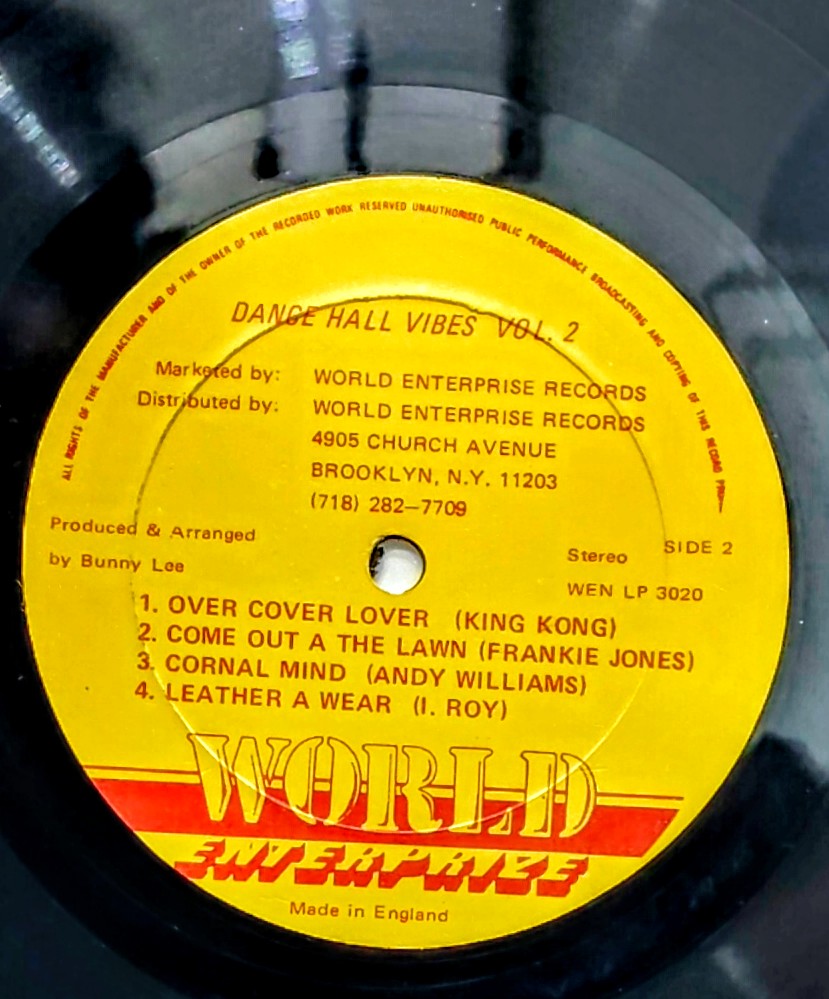 ALL RIGHTS OF THE MANUFACTURER AND OF THE OWNER OF THE RECORDED WORK RESERVED UNAUTHORISED PUBLIC PERFORMANCE BROADCASTING AND COPYING OF THIS RECORD
DANCE HALL VIBES VOL. 2
Marketed by: WORLD ENTERPRISE RECORDS
Distributed by: WORLD ENTERPRISE RECORDS
4905 CHURCH AVENUE
BROOKLYN, N.Y. 11203
(718) 282–7709
Produced & Arranged
by Bunny Lee
SIDE 2
Stereo
WEN LP 3020
1. OVER COVER LOVER (KING KONG)
2. COME OUT A THE LAWN (FRANKIE JONES)
3. CORNAL MIND (ANDY WILLIAMS)
4. LEATHER A WEAR (I. ROY)
WORLD
ENTERPRIZE
Made in England